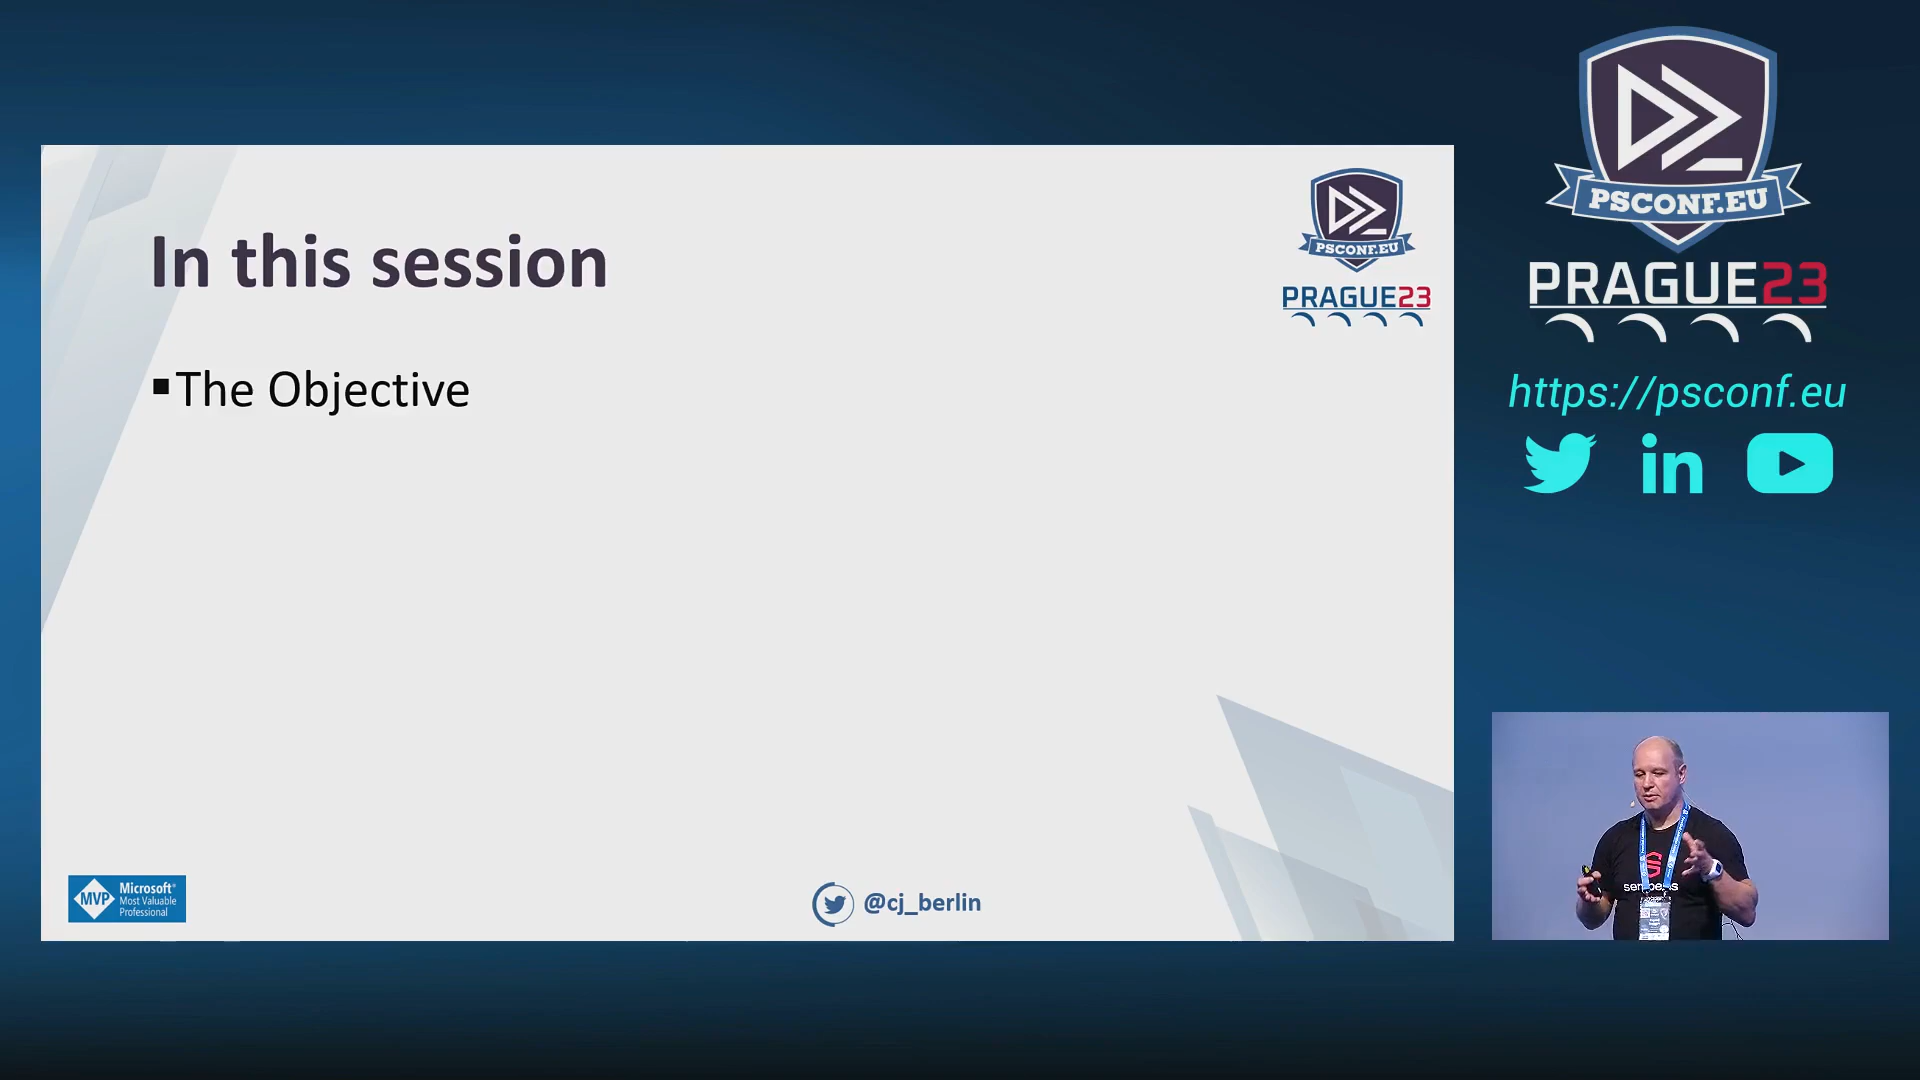 In this session
▪The Objective
PSCONF.EU
PRAGUE23
Microsoft®
MVP
Most Valuable
Professional
@cj_berlin
PSCONF.EU
PRAGUE23
https://psconf.eu
in